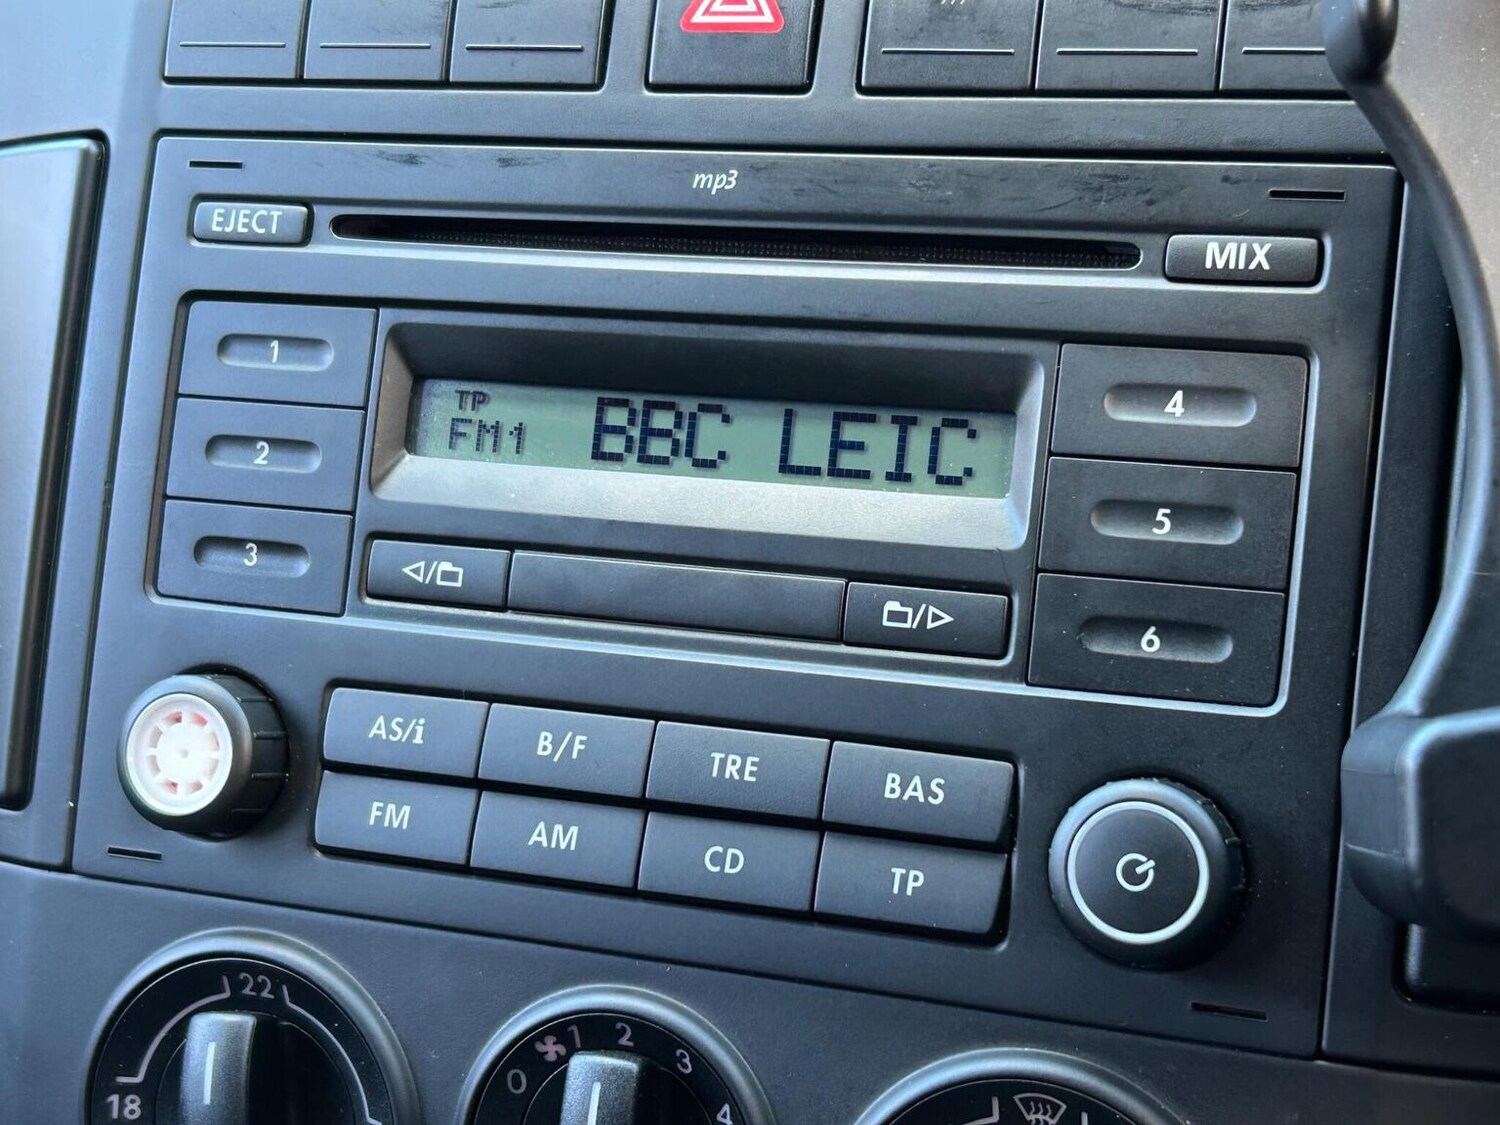 mp3
EJECT
MIX
1
2
3
TP
FM1
BBC LEIC
4
5
6
AS/i
B/F
TRE
BAS
FM
AM
CD
TP
22
18
0
1
2
3
4